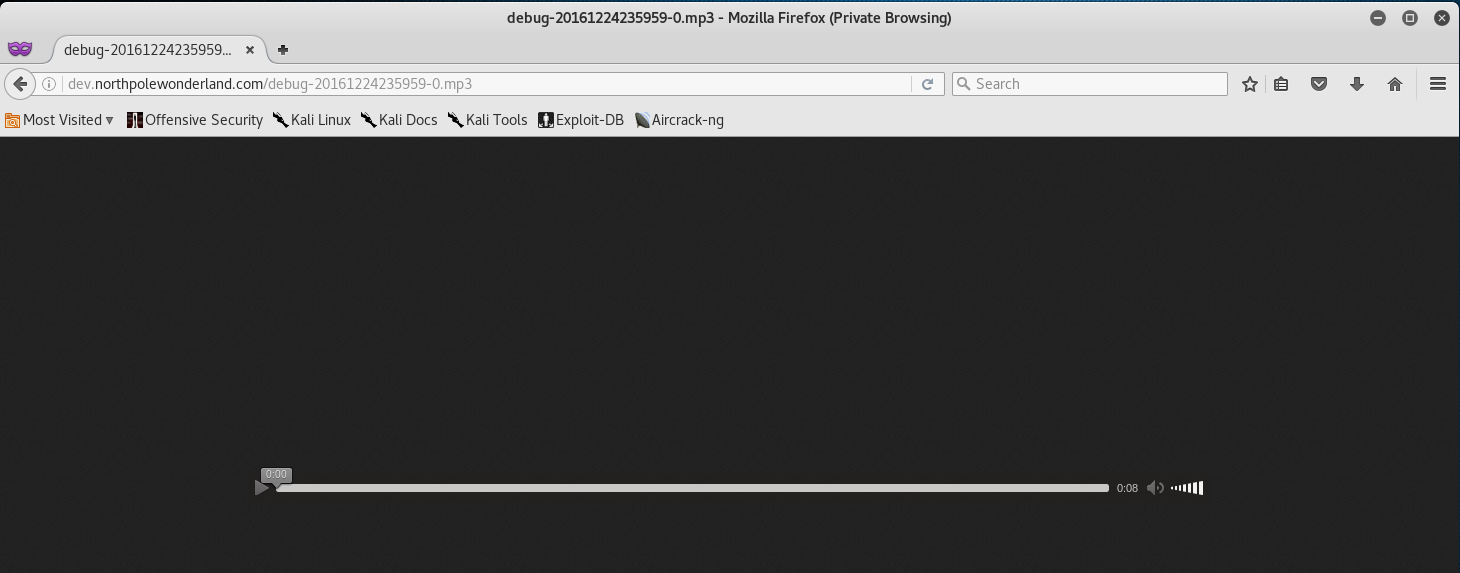 debug-20161224235959-0.mp3 - Mozilla Firefox (Private Browsing)
debug-20161224235959...
dev.northpolewonderland.com/debug-20161224235959-0.mp3 Search
Most Visited Offensive Security Kali Linux Kali Docs Kali Tools Exploit-DB Aircrack-ng
0:00
0:08